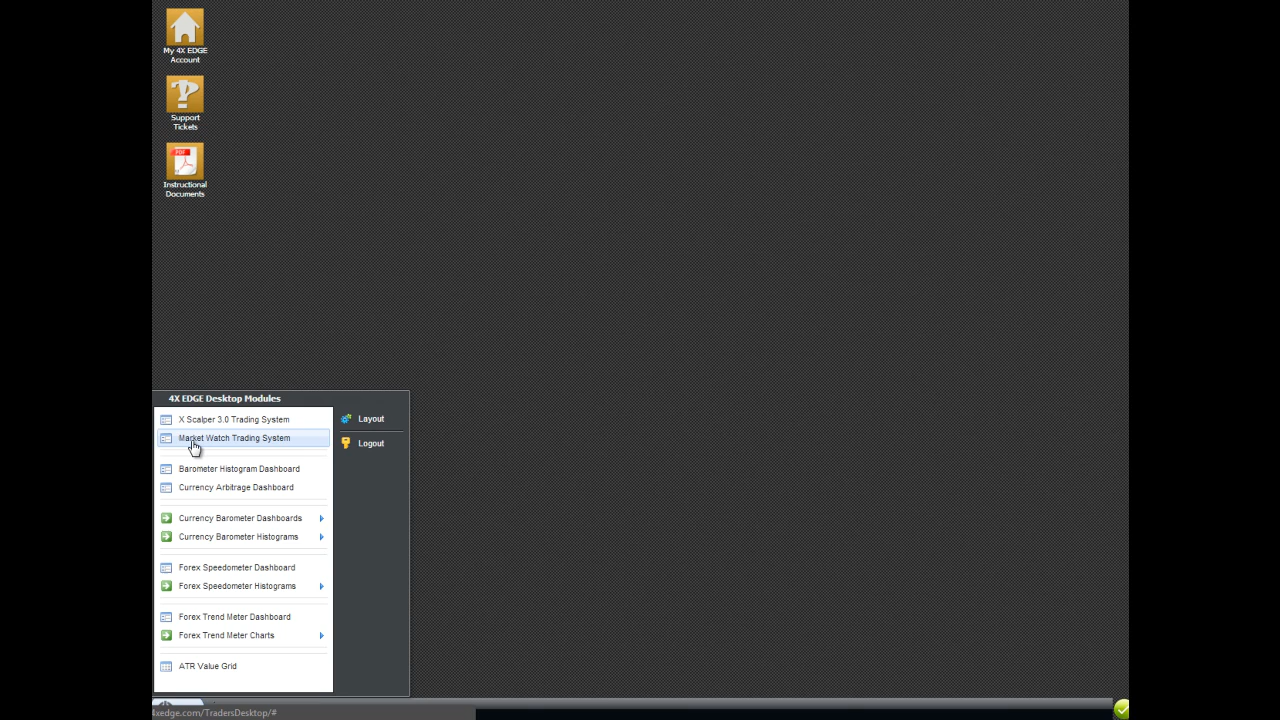 My 4X EDGE
Account
Support
Tickets
Instructional
Documents
4X EDGE Desktop Modules
X Scalper 3.0 Trading System
Market Watch Trading System
Barometer Histogram Dashboard
Currency Arbitrage Dashboard
Currency Barometer Dashboards
Currency Barometer Histograms
Forex Speedometer Dashboard
Forex Speedometer Histograms
Forex Trend Meter Dashboard
Forex Trend Meter Charts
ATR Value Grid
Layout
Logout
4xedge.com/TradersDesktop/#